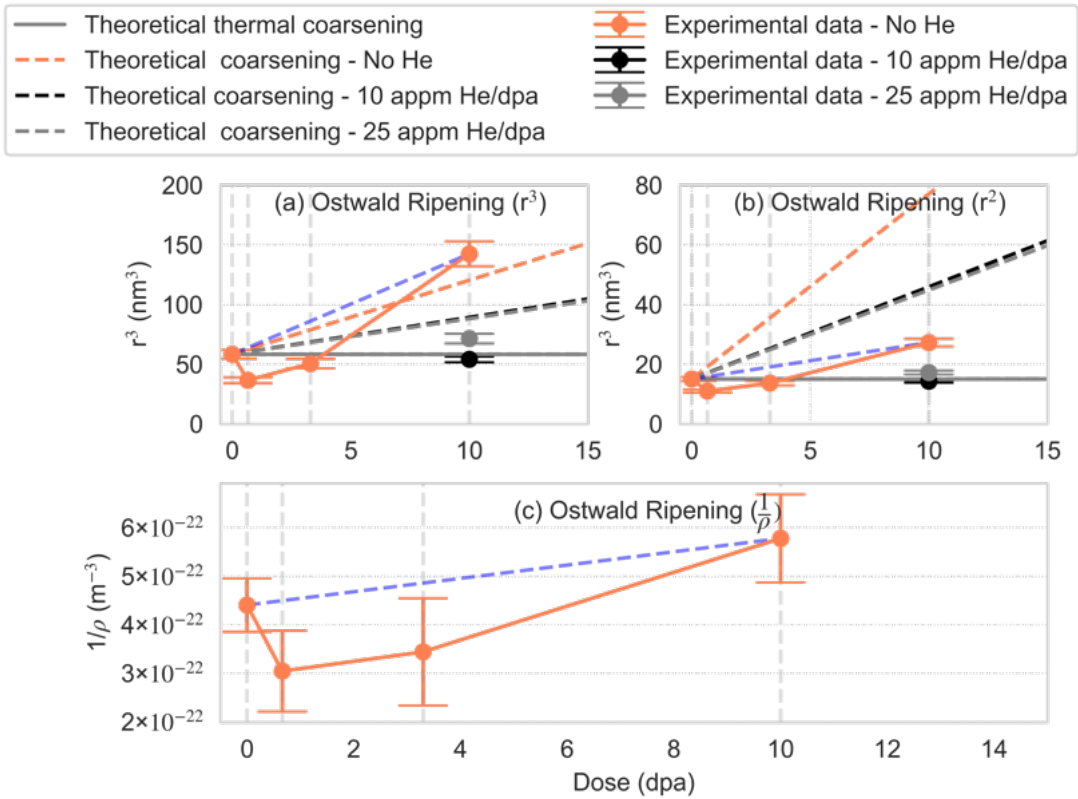 Theoretical thermal coarsening
Theoretical  coarsening - No He
Theoretical coarsening - 10 appm He/dpa
Theoretical  coarsening - 25 appm He/dpa
Experimental data - No He
Experimental data - 10 appm He/dpa
Experimental data - 25 appm He/dpa
(a) Ostwald Ripening (r³)
r³ (nm³)
200
150
100
50
0
0 5 10 15
(b) Ostwald Ripening (r²)
r³ (nm³)
80
60
40
20
0
0 5 10 15
(c) Ostwald Ripening (1/ρ)
1/ρ (m⁻³)
6×10⁻²²
5×10⁻²²
4×10⁻²²
3×10⁻²²
2×10⁻²²
0 2 4 6 8 10 12 14
Dose (dpa)